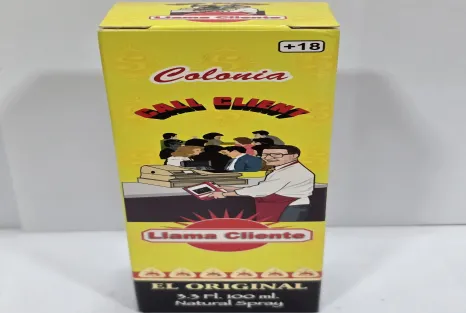 +18
Colonia
CALL CLIENT
Llama Cliente
EL ORIGINAL
3.3 Fl. 100 ml.
Natural Spray